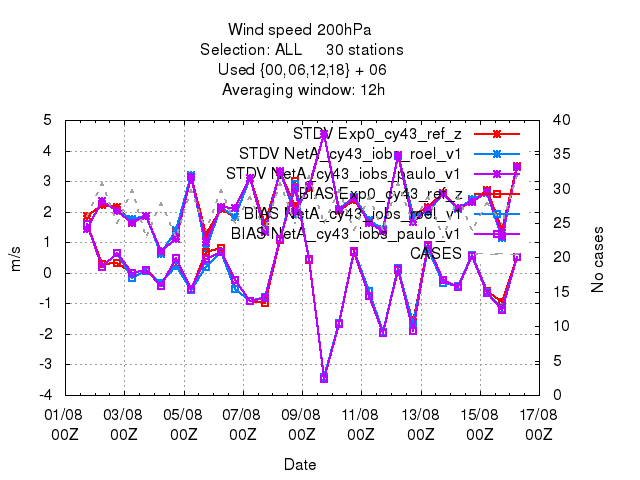 Wind speed 200hPa
Selection: ALL 30 stations
Used {00,06,12,18} + 06
Averaging window: 12h
5 40
STDV Exp0_cy43_ref_z
4 35
STDV NetA_cy43_iobs_roel_v1
STDV NetA_cy43_iobs_paulo_v1
3 30
BIAS Exp0_cy43_ref_z
2 25
BIAS NetA_cy43_iobs_roel_v1
BIAS NetA_cy43_iobs_paulo_v1
1 20
CASES
0 15
-1 10
-2 5
-3 0
-4
m/s
No cases
01/08 03/08 05/08 07/08 09/08 11/08 13/08 15/08 17/08
00Z 00Z 00Z 00Z 00Z 00Z 00Z 00Z 00Z
Date